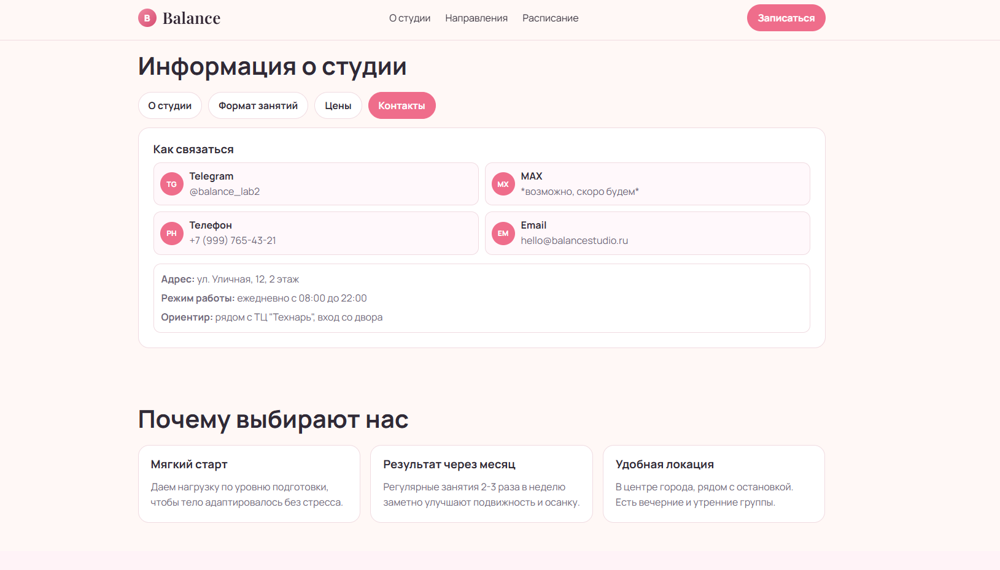 B Balance
О студии Направления Расписание
Записаться
Информация о студии
О студии Формат занятий Цены Контакты
Как связаться
TG Telegram
@balance_lab2
MX MAX
*возможно, скоро будем*
PH Телефон
+7 (999) 765-43-21
EM Email
hello@balancestudio.ru
Адрес: ул. Уличная, 12, 2 этаж
Режим работы: ежедневно с 08:00 до 22:00
Ориентир: рядом с ТЦ "Технарь", вход со двора
Почему выбирают нас
Мягкий старт
Даем нагрузку по уровню подготовки,
чтобы тело адаптировалось без стресса.
Результат через месяц
Регулярные занятия 2-3 раза в неделю
заметно улучшают подвижность и осанку.
Удобная локация
В центре города, рядом с остановкой.
Есть вечерние и утренние группы.